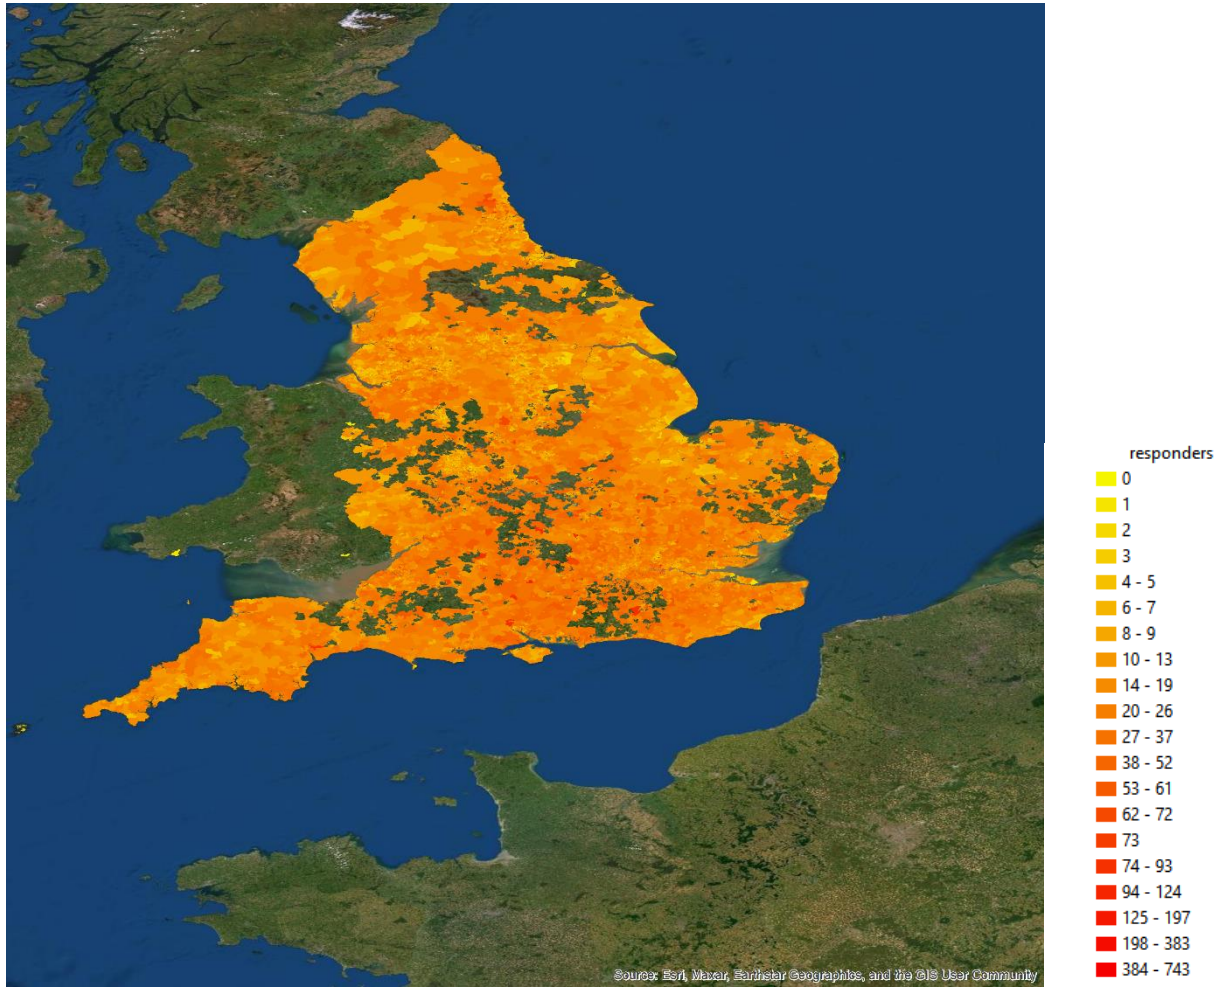 responders
0
1
2
3
4 - 5
6 - 7
8 - 9
10 - 13
14 - 19
20 - 26
27 - 37
38 - 52
53 - 61
62 - 72
73
74 - 93
94 - 124
125 - 197
198 - 383
384 - 743
Source: Esri, Maxar, Earthstar Geographics, and the GIS User Community